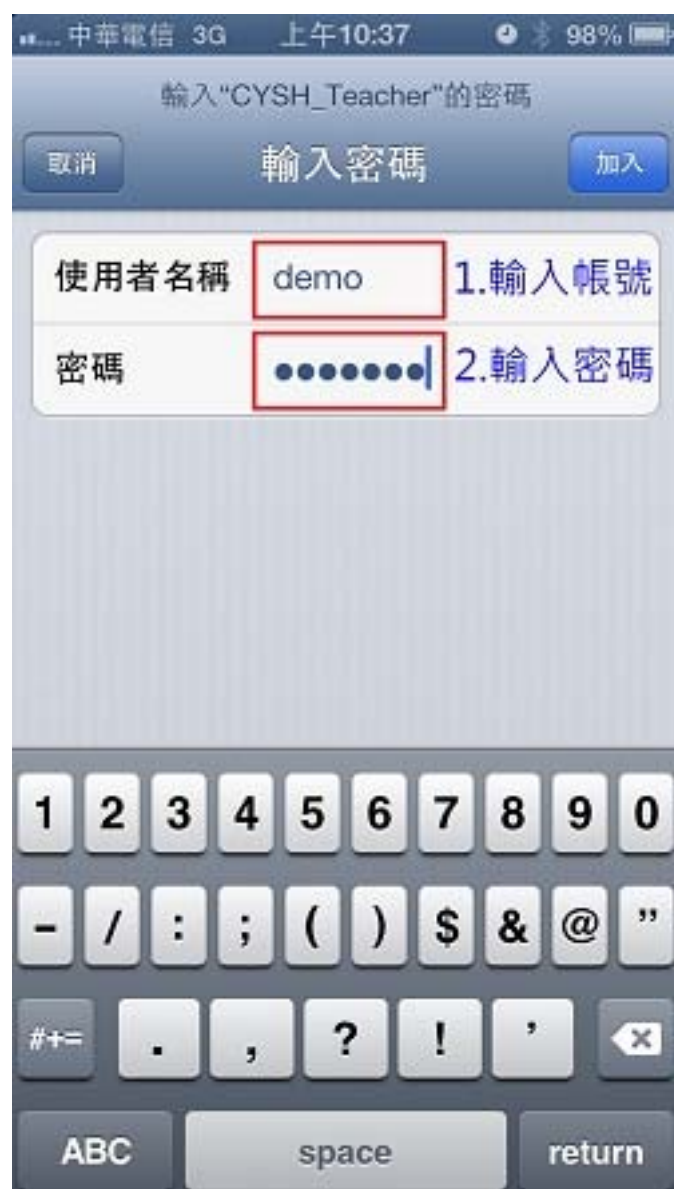 中華電信 3G 上午10:37 98%
輸入"CYSH_Teacher"的密碼
取消 輸入密碼 加入
使用者名稱 demo 1.輸入帳號
密碼 ●●●●●●● 2.輸入密碼
1 2 3 4 5 6 7 8 9 0
- / : ; ( ) $ & @ ”
#+= . , ? ! ’
ABC space return